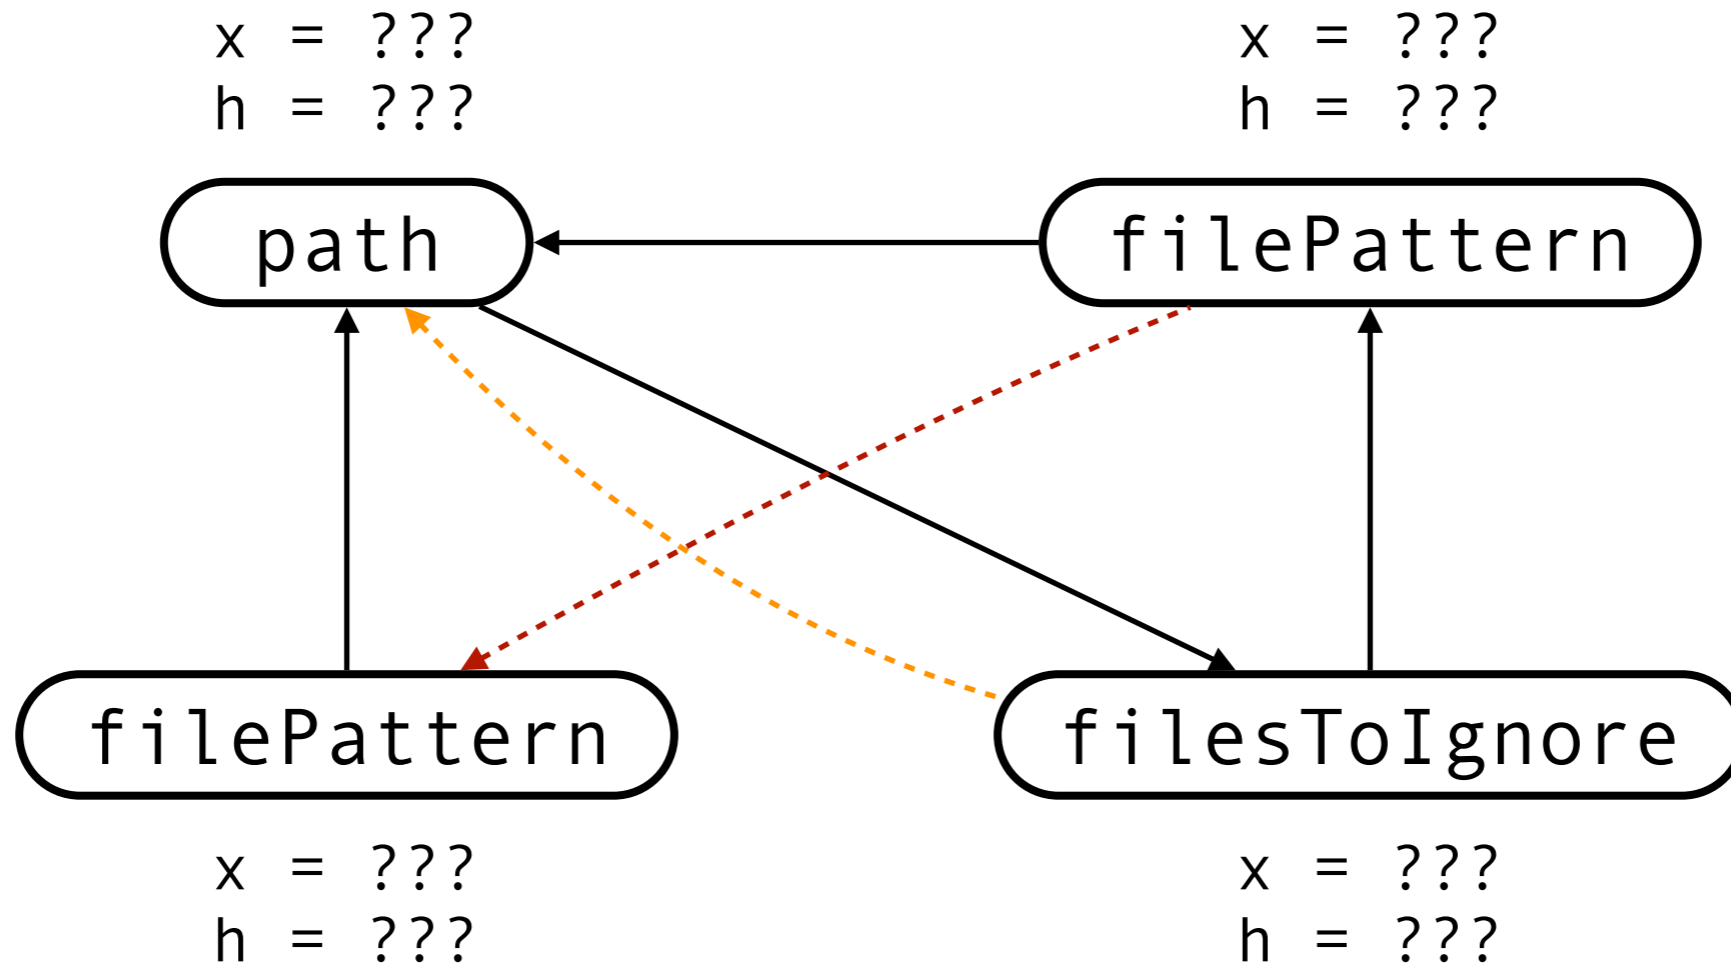 x = ???
h = ???
x = ???
h = ???
path
filePattern
filePattern
filesToIgnore
x = ???
h = ???
x = ???
h = ???